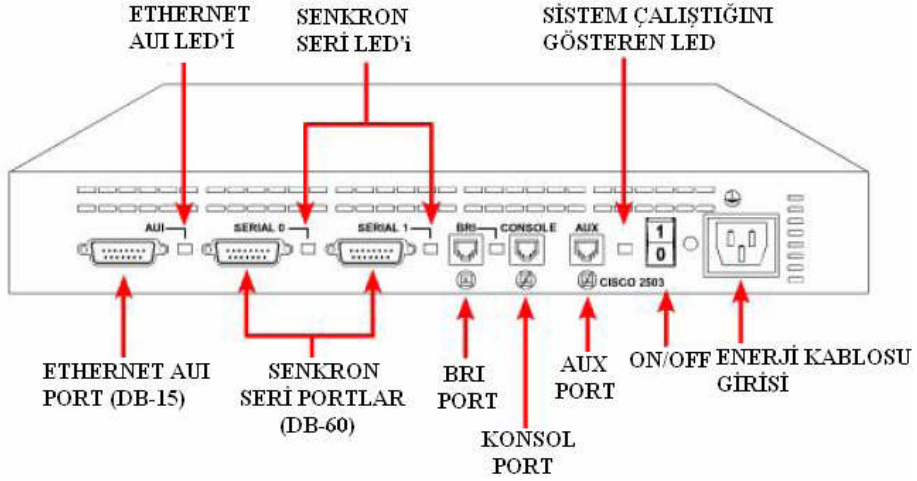 ETHERNET
AUI LED'İ
SENKRON
SERİ LED'i
SİSTEM ÇALIŞTIĞINI
GÖSTEREN LED
AUI
SERIAL 0
SERIAL 1
BRI
CONSOLE
AUX
1
0
CISCO 2503
ETHERNET AUI
PORT (DB-15)
SENKRON
SERİ PORTLAR
(DB-60)
BRI
PORT
KONSOL
PORT
AUX
PORT
ON/OFF
ENERJİ KABLOSU
GİRİSİ